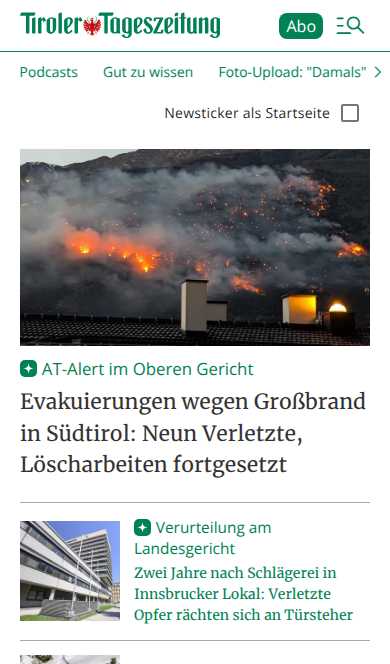 Tiroler Tageszeitung
Abo
Podcasts Gut zu wissen Foto-Upload: "Damals"
Newsticker als Startseite
AT-Alert im Oberen Gericht
Evakuierungen wegen Großbrand
in Südtirol: Neun Verletzte,
Löscharbeiten fortgesetzt
Verurteilung am
Landesgericht
Zwei Jahre nach Schlägerei in
Innsbrucker Lokal: Verletzte
Opfer rächten sich an Türsteher